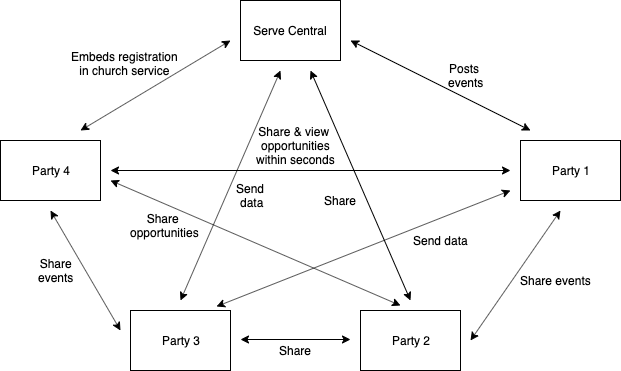 Serve Central
Embeds registration
in church service
Posts
events
Share & view
opportunities
within seconds
Party 4
Party 1
Send
data
Share
Share
opportunities
Send data
Share
events
Share events
Party 3
Share
Party 2